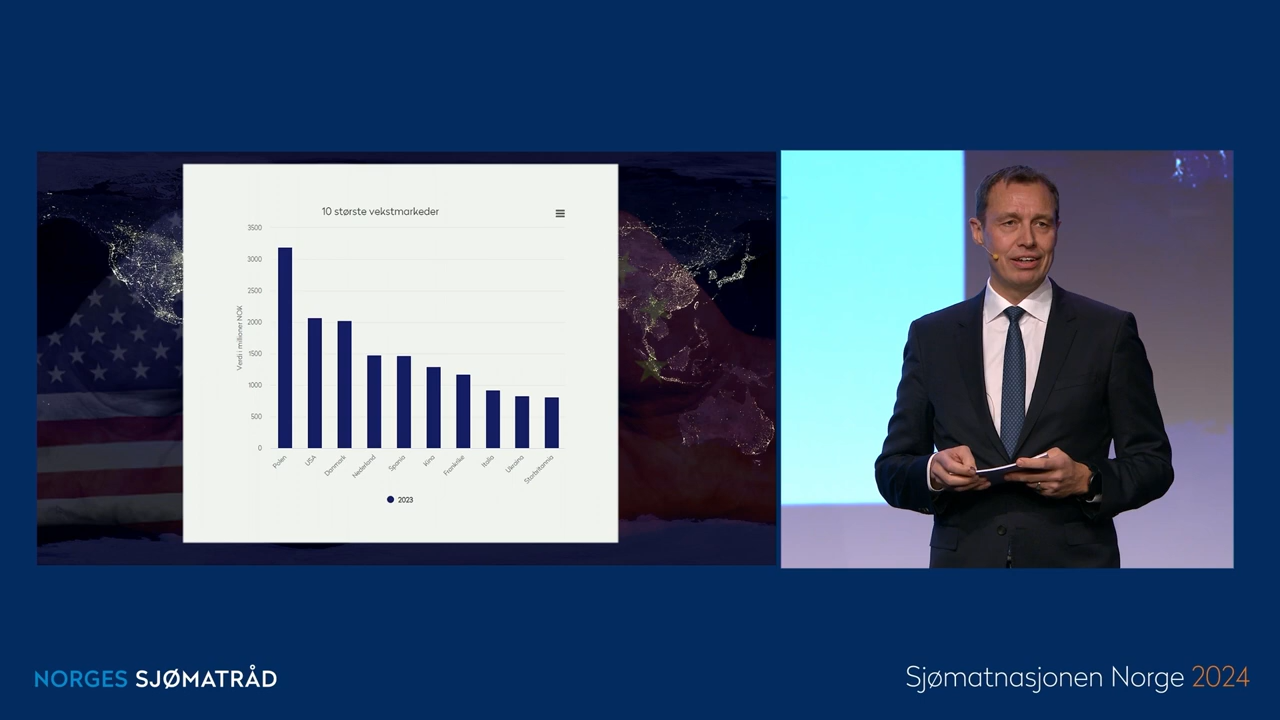 10 største vekstmarkeder
Verdi i millioner NOK
3500
3000
2500
2000
1500
1000
500
0
Polen
USA
Danmark
Nederland
Spania
Kina
Frankrike
Italia
Ukraina
Storbritannia
2023
NORGES SJØMATRÅD
Sjømatnasjonen Norge 2024